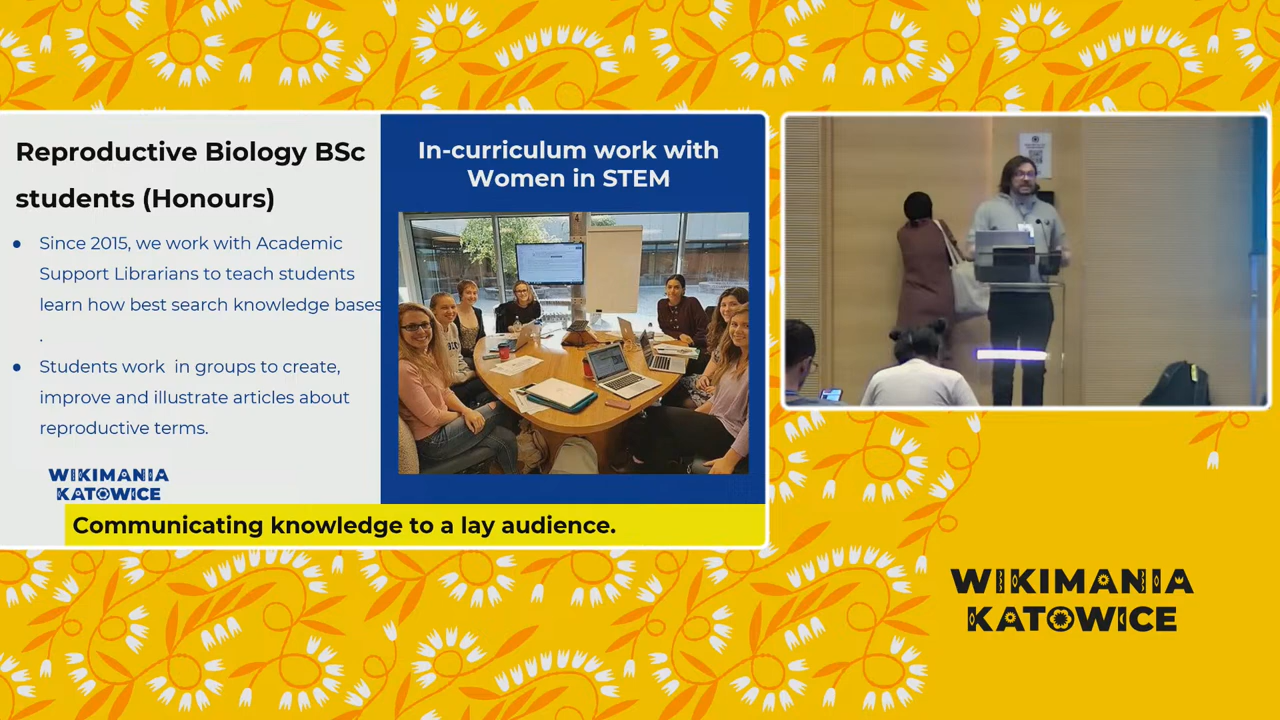 Reproductive Biology BSc
students (Honours)
● Since 2015, we work with Academic
Support Librarians to teach students
learn how best search knowledge bases
.
● Students work in groups to create,
improve and illustrate articles about
reproductive terms.
WIKIMANIA
KATOWICE
In-curriculum work with
Women in STEM
4
Communicating knowledge to a lay audience.
WIKIMANIA
KATOWICE